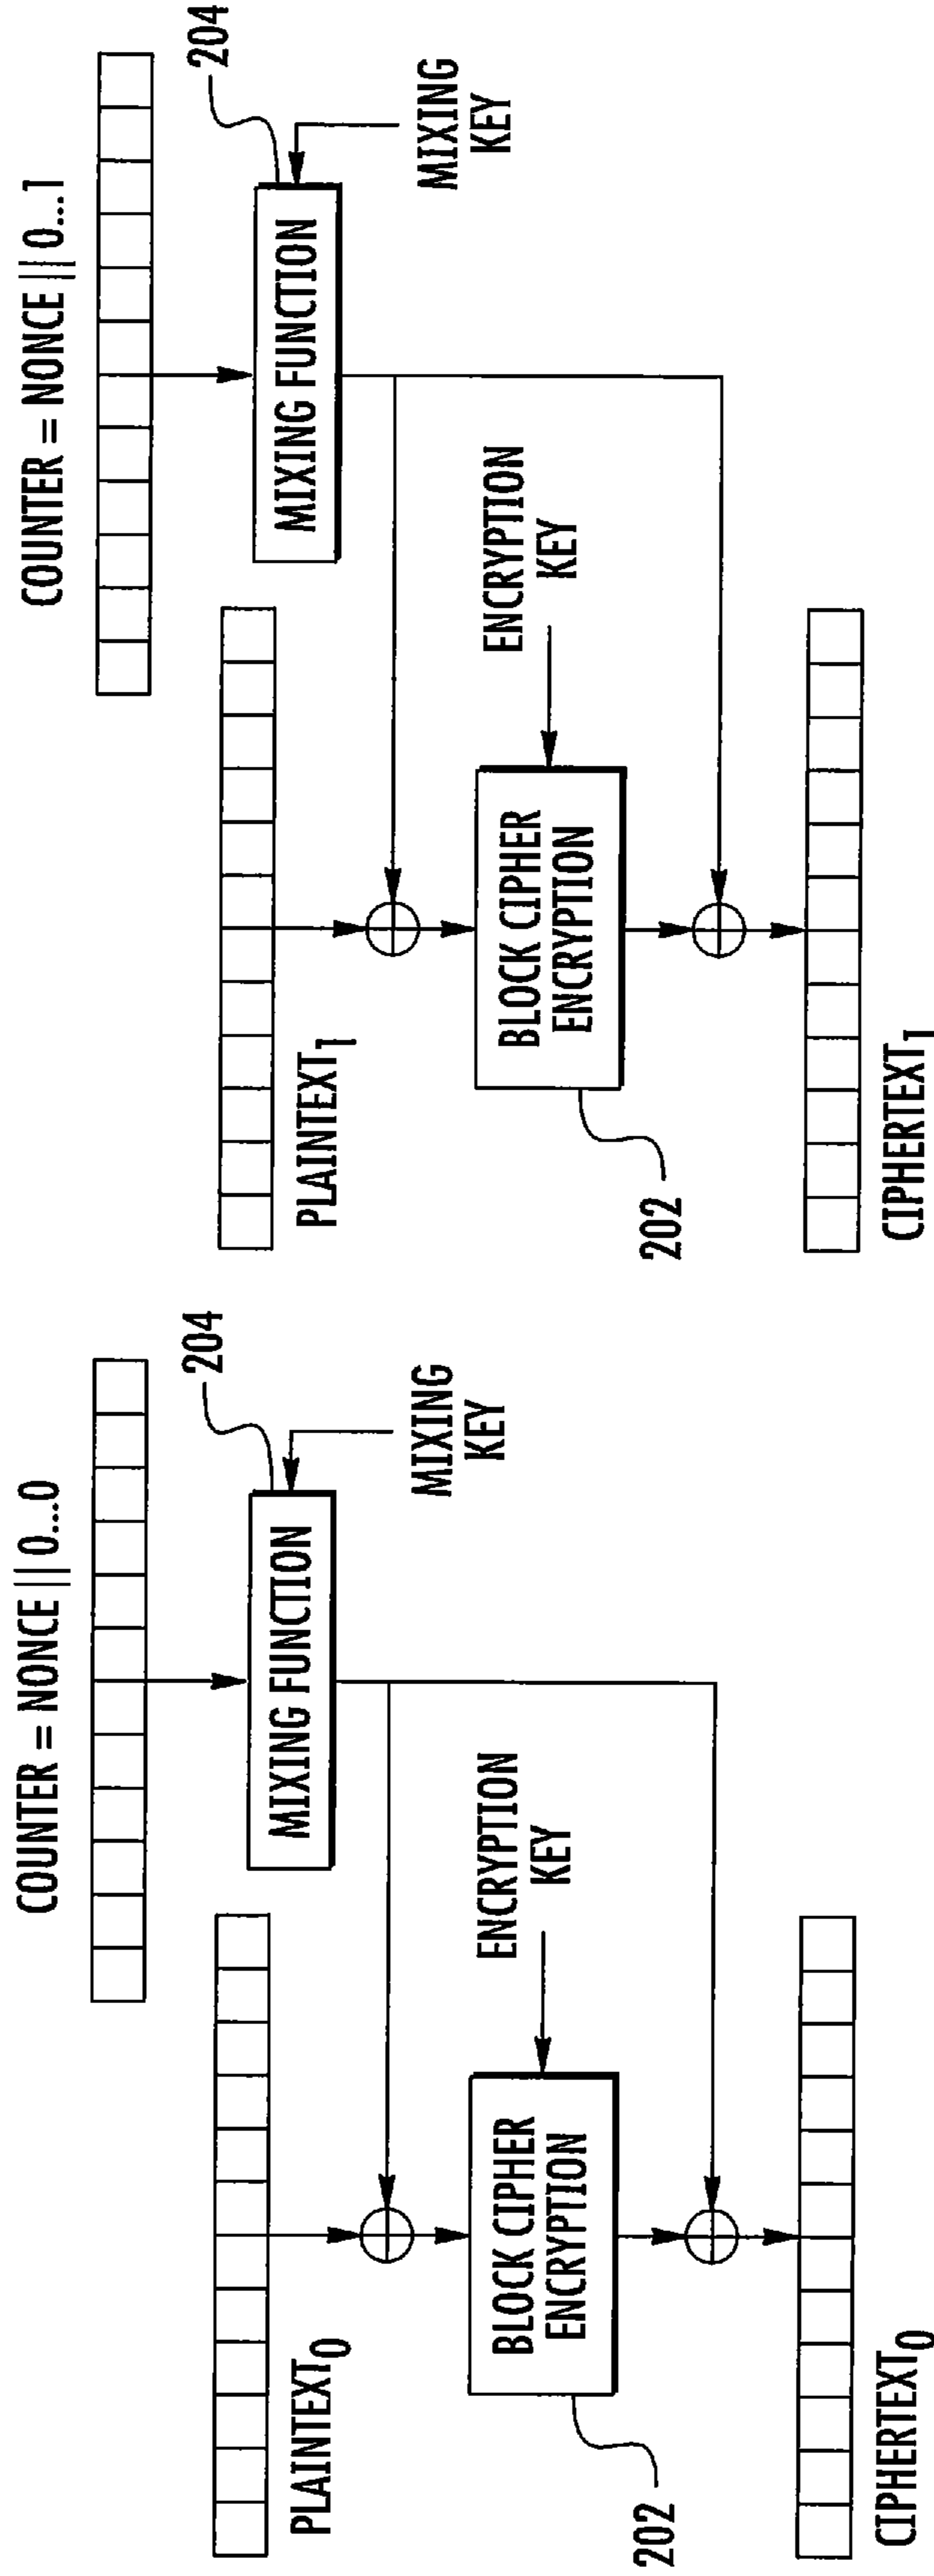 COUNTER = NONCE || 0...0
204
MIXING FUNCTION
MIXING
KEY
PLAINTEXT0
ENCRYPTION
KEY
BLOCK CIPHER
ENCRYPTION
202
CIPHERTEXT0
COUNTER = NONCE || 0...1
204
MIXING FUNCTION
MIXING
KEY
PLAINTEXT1
ENCRYPTION
KEY
BLOCK CIPHER
ENCRYPTION
202
CIPHERTEXT1